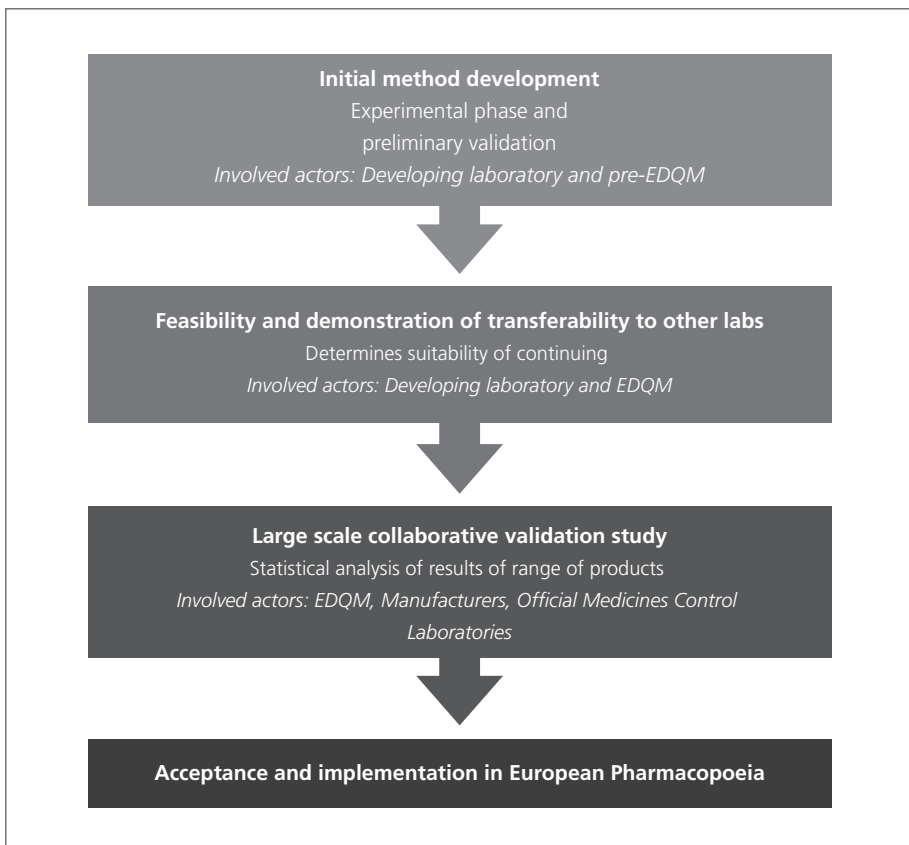 Initial method development
Experimental phase and
preliminary validation
Involved actors: Developing laboratory and pre-EDQM
Feasibility and demonstration of transferability to other labs
Determines suitability of continuing
Involved actors: Developing laboratory and EDQM
Large scale collaborative validation study
Statistical analysis of results of range of products
Involved actors: EDQM, Manufacturers, Official Medicines Control
Laboratories
Acceptance and implementation in European Pharmacopoeia